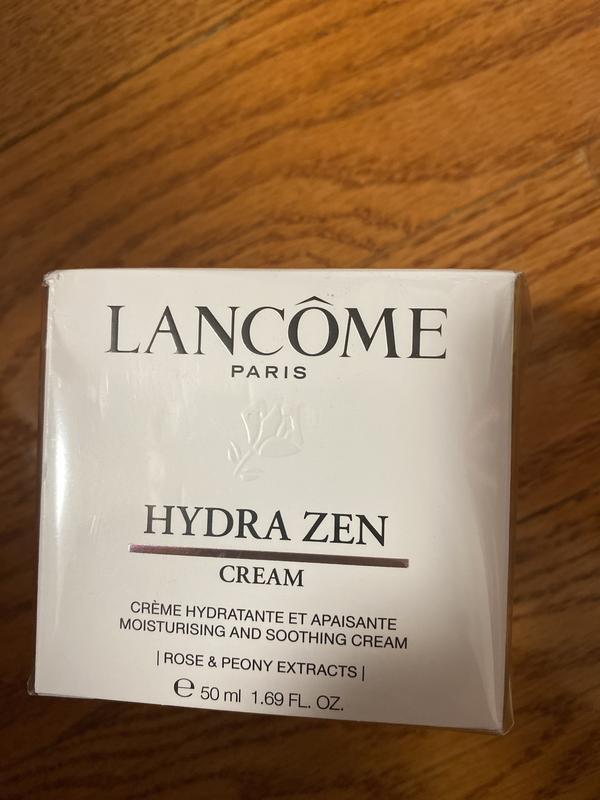 LANCÔME
PARIS
HYDRA ZEN
CREAM
CRÈME HYDRATANTE ET APAISANTE
MOISTURISING AND SOOTHING CREAM
| ROSE & PEONY EXTRACTS |
℮ 50 ml 1.69 FL. OZ.